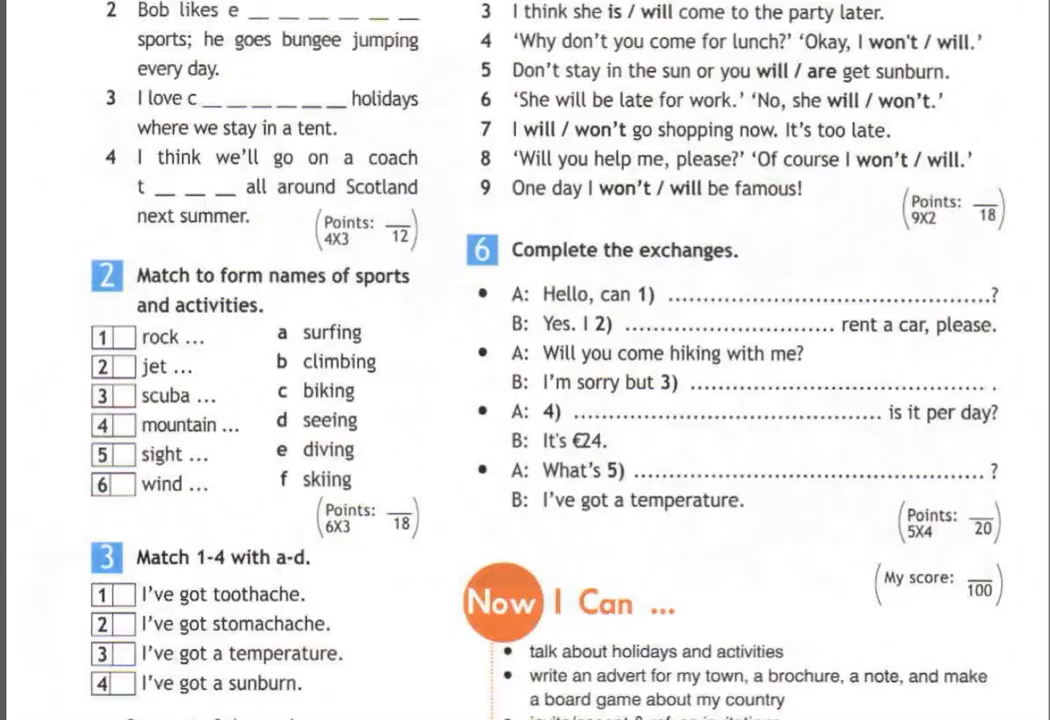 2 Bob likes e _ _ _ _ _ _ _
sports; he goes bungee jumping
every day.
3 I love c_ _ _ _ _ _ _ holidays
where we stay in a tent.
4 I think we'll go on a coach
t _ _ _ all around Scotland
next summer.
(Points: __
4X3 12)
2 Match to form names of sports
and activities.
1 rock ... a surfing
2 jet ... b climbing
3 scuba ... c biking
4 mountain ... d seeing
5 sight ... e diving
6 wind ... f skiing
(Points: __
6X3 18)
3 Match 1-4 with a-d.
1 I've got toothache.
2 I've got stomachache.
3 I've got a temperature.
4 I've got a sunburn.
3 I think she is / will come to the party later.
4 ‘Why don't you come for lunch?’ ‘Okay, I won't / will.’
5 Don't stay in the sun or you will / are get sunburn.
6 ‘She will be late for work.’ ‘No, she will / won't.’
7 I will / won't go shopping now. It's too late.
8 ‘Will you help me, please?’ ‘Of course I won't / will.’
9 One day I won't / will be famous!
(Points: __
9X2 18)
6 Complete the exchanges.
• A: Hello, can 1) ................................................?
B: Yes. I 2) ................................ rent a car, please.
• A: Will you come hiking with me?
B: I'm sorry but 3) ............................................. .
• A: 4) ............................................... is it per day?
B: It's €24.
• A: What's 5) ..................................................... ?
B: I've got a temperature.
(Points: __
5X4 20)
(My score: __
100)
Now I Can ...
• talk about holidays and activities
• write an advert for my town, a brochure, a note, and make
a board game about my country